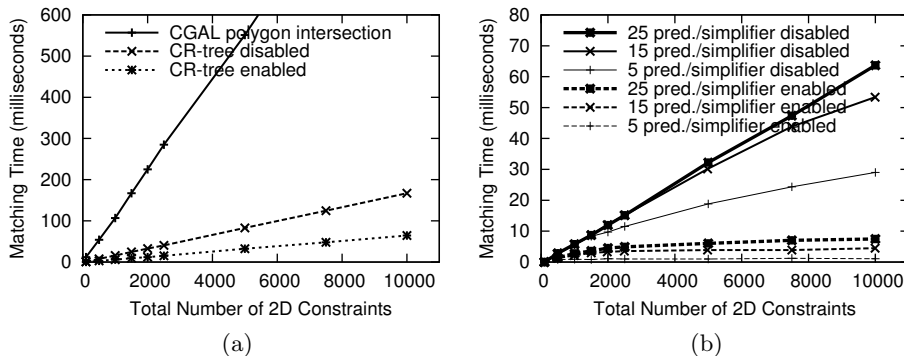 600
500
400
300
200
100
0
Matching Time (milliseconds)
CGAL polygon intersection
CR-tree disabled
CR-tree enabled
0 2000 4000 6000 8000 10000
Total Number of 2D Constraints
(a)
80
70
60
50
40
30
20
10
0
Matching Time (milliseconds)
25 pred./simplifier disabled
15 pred./simplifier disabled
5 pred./simplifier disabled
25 pred./simplifier enabled
15 pred./simplifier enabled
5 pred./simplifier enabled
0 2000 4000 6000 8000 10000
Total Number of 2D Constraints
(b)